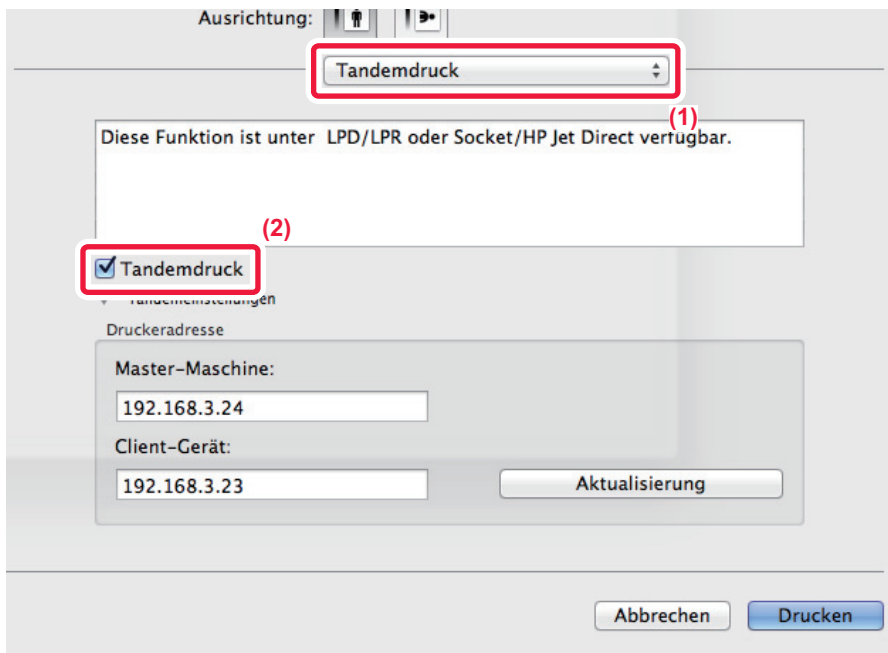 Ausrichtung:
Tandemdruck
(1)
Diese Funktion ist unter LPD/LPR oder Socket/HP Jet Direct verfügbar.
(2)
Tandemdruck
Tandemeinstellungen
Druckeradresse
Master-Maschine:
192.168.3.24
Client-Gerät:
192.168.3.23
Aktualisierung
Abbrechen
Drucken